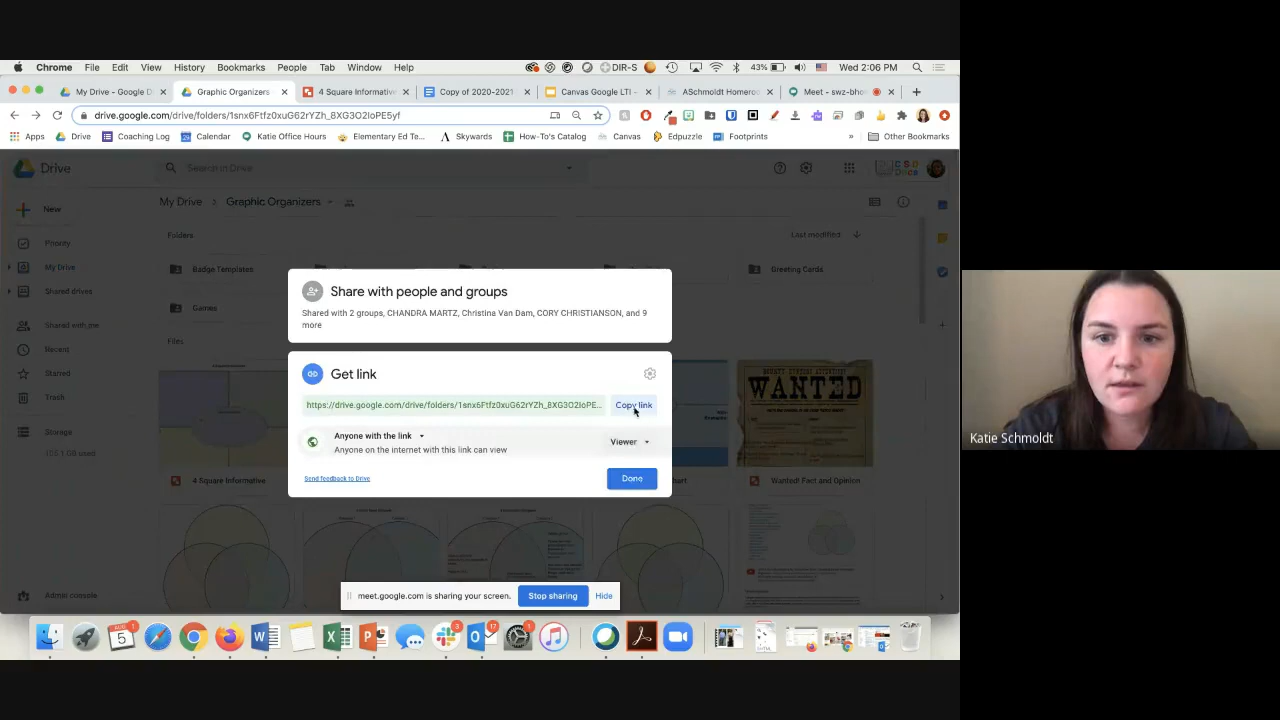 Chrome File Edit View History Bookmarks People Tab Window Help DIR-S 43% Wed 2:06 PM
My Drive - Google D
Graphic Organizers
4 Square Informative
Copy of 2020-2021
Canvas Google LTI -
ASchmoldt Homeroo
Meet - swz-bho
drive.google.com/drive/folders/1snx6Ftfz0xuG62rYZh_8XG3O2IoPE5yf
Apps Drive Coaching Log Calendar Katie Office Hours Elementary Ed Te... Skywards How-To's Catalog Canvas Edpuzzle Footprints » Other Bookmarks
Drive
Search in Drive
C S D
Docs
New
My Drive > Graphic Organizers
Priority
Folders
Last modified
My Drive
Badge Templates
Greeting Cards
Shared drives
Games
Shared with me
Files
Recent
Starred
Trash
Storage
Admin console
Share with people and groups
Shared with 2 groups, CHANDRA MARTZ, Christina Van Dam, CORY CHRISTIANSON, and 9
more
Get link
https://drive.google.com/drive/folders/1snx6Ftfz0xuG62rYZh_8XG3O2IoPE...
Copy link
Anyone with the link
Anyone on the internet with this link can view
Viewer
Send feedback to Drive
Done
WANTED
4 Square Informative
Wanted! Fact and Opinion
meet.google.com is sharing your screen.
Stop sharing
Hide
AUG
5
1
3
17
1
Katie Schmoldt